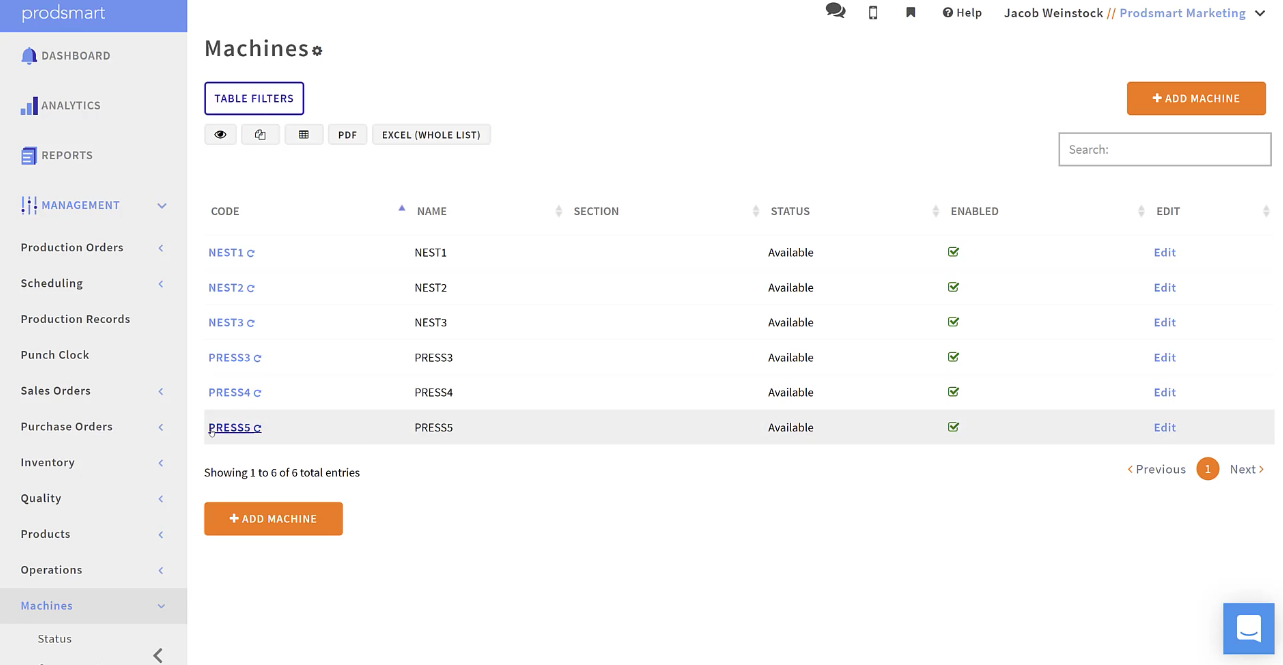 prodsmart
Help
Jacob Weinstock // Prodsmart Marketing
DASHBOARD
ANALYTICS
REPORTS
MANAGEMENT
Production Orders
Scheduling
Production Records
Punch Clock
Sales Orders
Purchase Orders
Inventory
Quality
Products
Operations
Machines
Status
Machines
TABLE FILTERS
+ ADD MACHINE
PDF
EXCEL (WHOLE LIST)
Search:
CODE NAME SECTION STATUS ENABLED EDIT
NEST1 NEST1 Available Edit
NEST2 NEST2 Available Edit
NEST3 NEST3 Available Edit
PRESS3 PRESS3 Available Edit
PRESS4 PRESS4 Available Edit
PRESS5 PRESS5 Available Edit
Showing 1 to 6 of 6 total entries
< Previous 1 Next >
+ ADD MACHINE